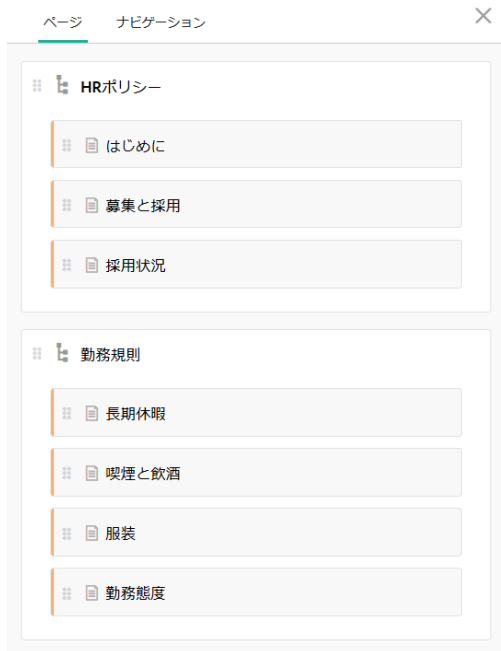 ページ ナビゲーション
HRポリシー
はじめに
募集と採用
採用状況
勤務規則
長期休暇
喫煙と飲酒
服装
勤務態度